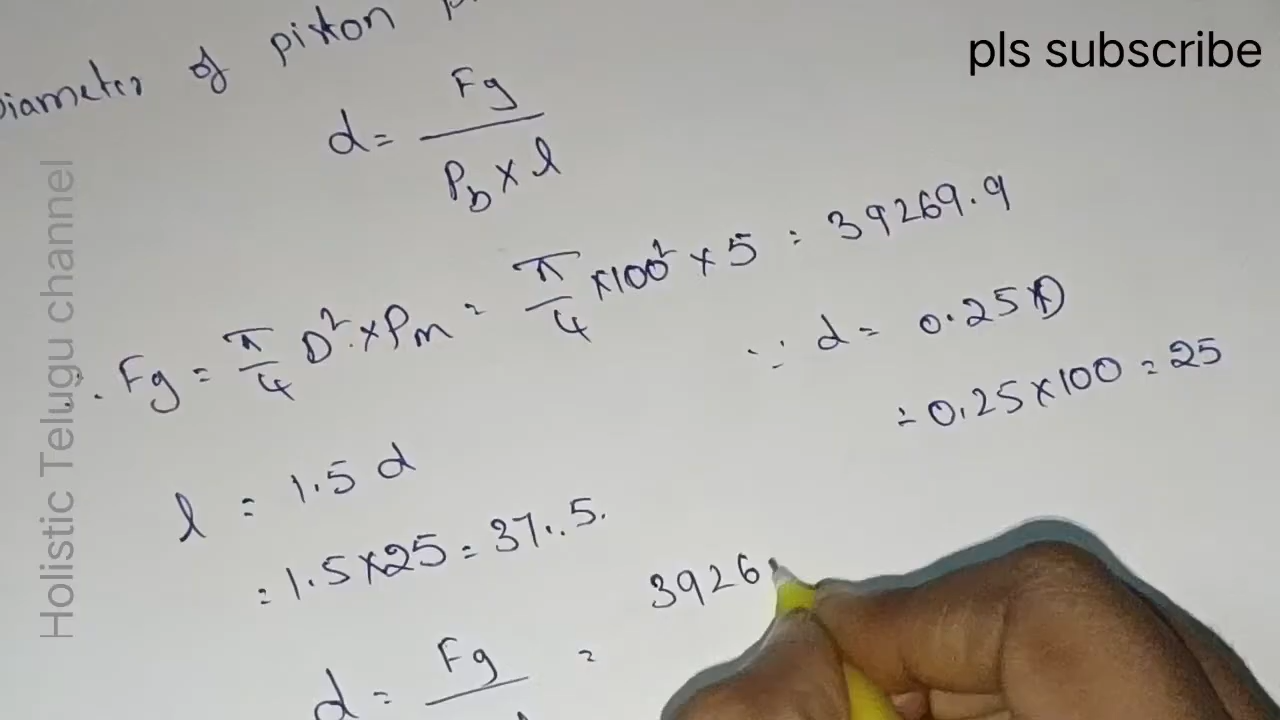 pls subscribe
Diameter of piston
d = Fg / Pb × l
∴ Fg = π/4 D² × Pm = π/4 × 100² × 5 = 39269.9
∵ d = 0.25 × D
= 0.25 × 100 = 25
l = 1.5 d
= 1.5 × 25 = 37.5.
d = Fg / = 3926
Holistic Telugu channel